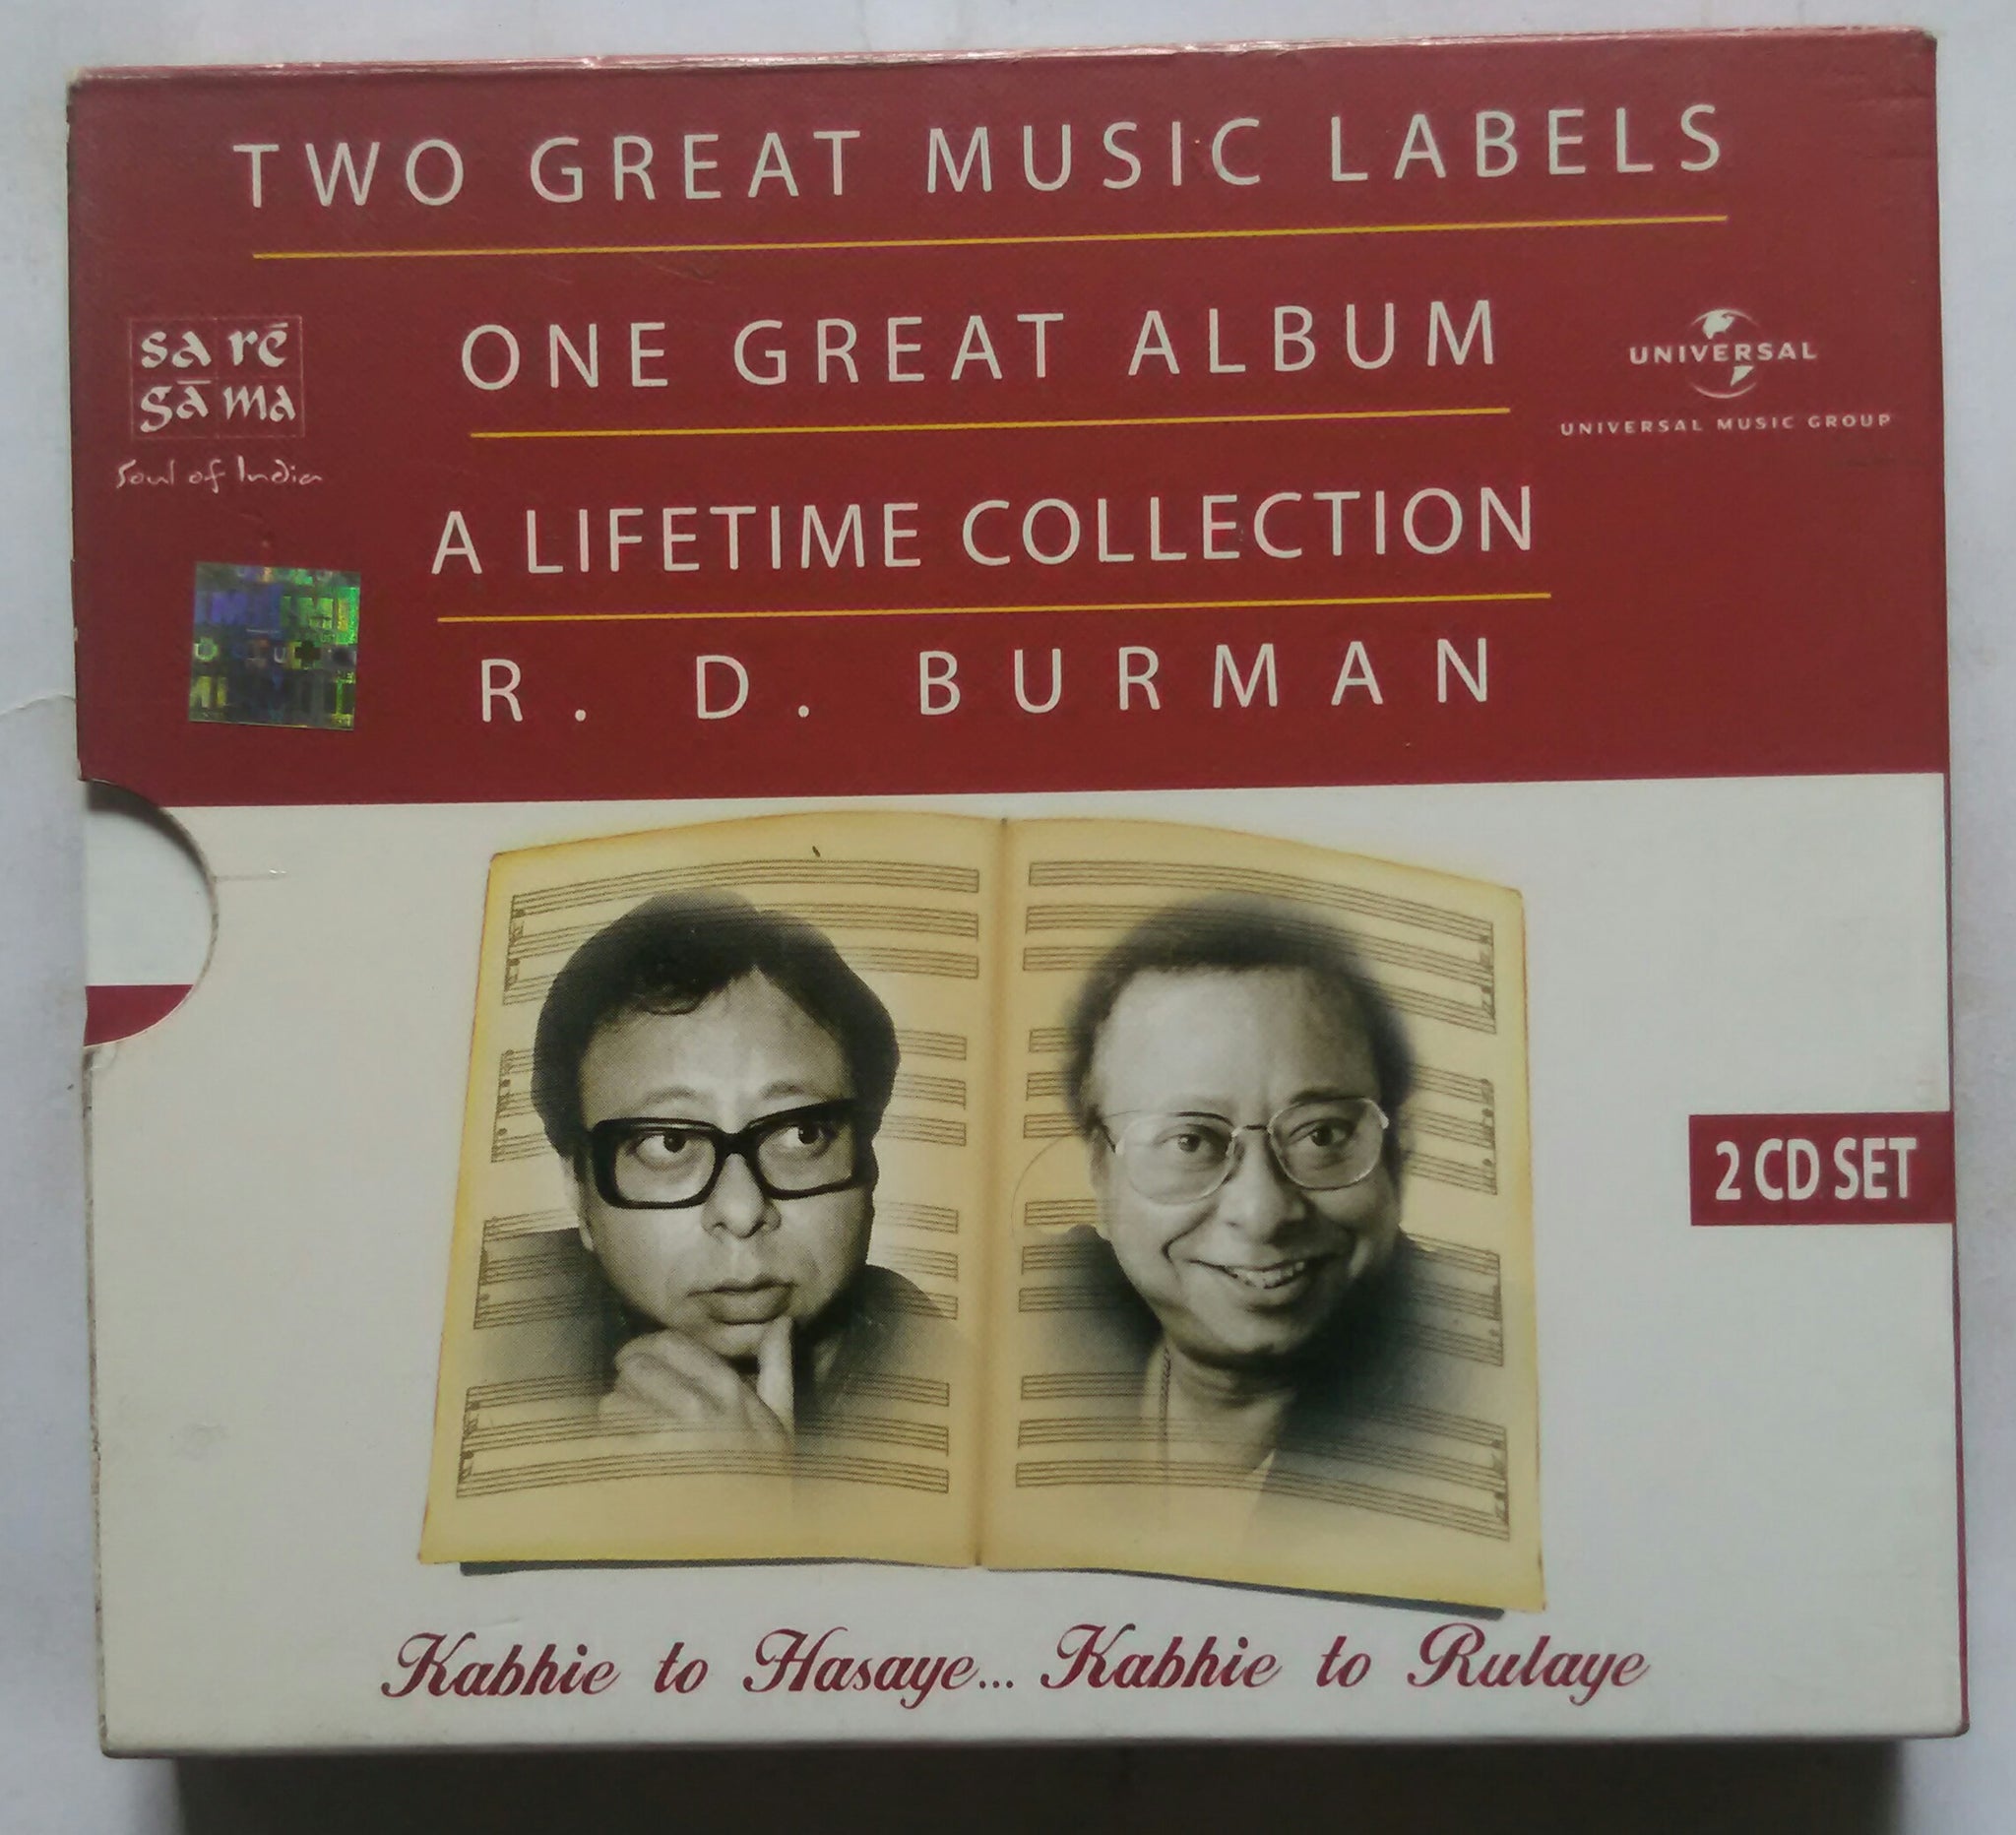 TWO GREAT MUSIC LABELS
sa rē
gā ma
Soul of India
ONE GREAT ALBUM
UNIVERSAL
UNIVERSAL MUSIC GROUP
A LIFETIME COLLECTION
R. D. BURMAN
2 CD SET
Kabhie to Hasaye... Kabhie to Rulaye